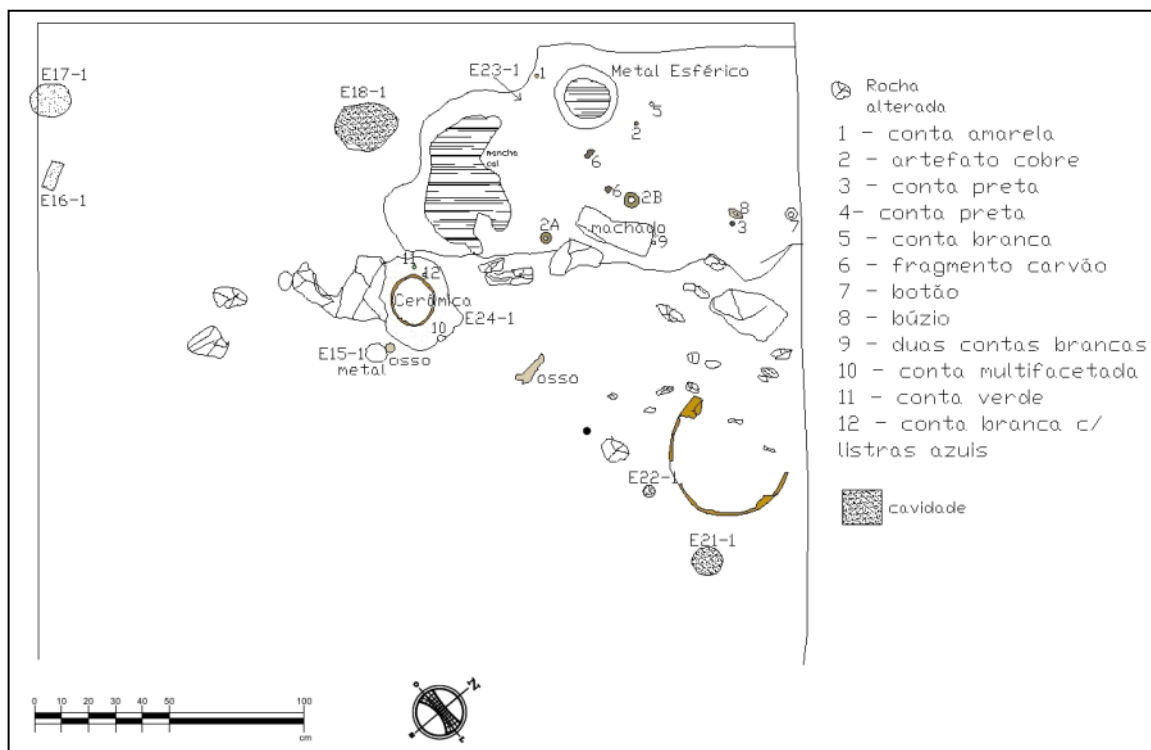 E17-1
E16-1
E18-1
E23-1
1
Metal Esférico
5
2
mancha
cal
6
6
2B
8
3
7
2A
machado
9
11
12
Cerâmica
E24-1
10
E15-1
metal
osso
osso
E22-1
E21-1
Rocha
alterada
1 - conta amarela
2 - artefato cobre
3 - conta preta
4- conta preta
5 - conta branca
6 - fragmento carvão
7 - botão
8 - búzio
9 - duas contas brancas
10 - conta multifacetada
11 - conta verde
12 - conta branca c/
listras azuis
cavidade
0 10 20 30 40 50 100
cm
N